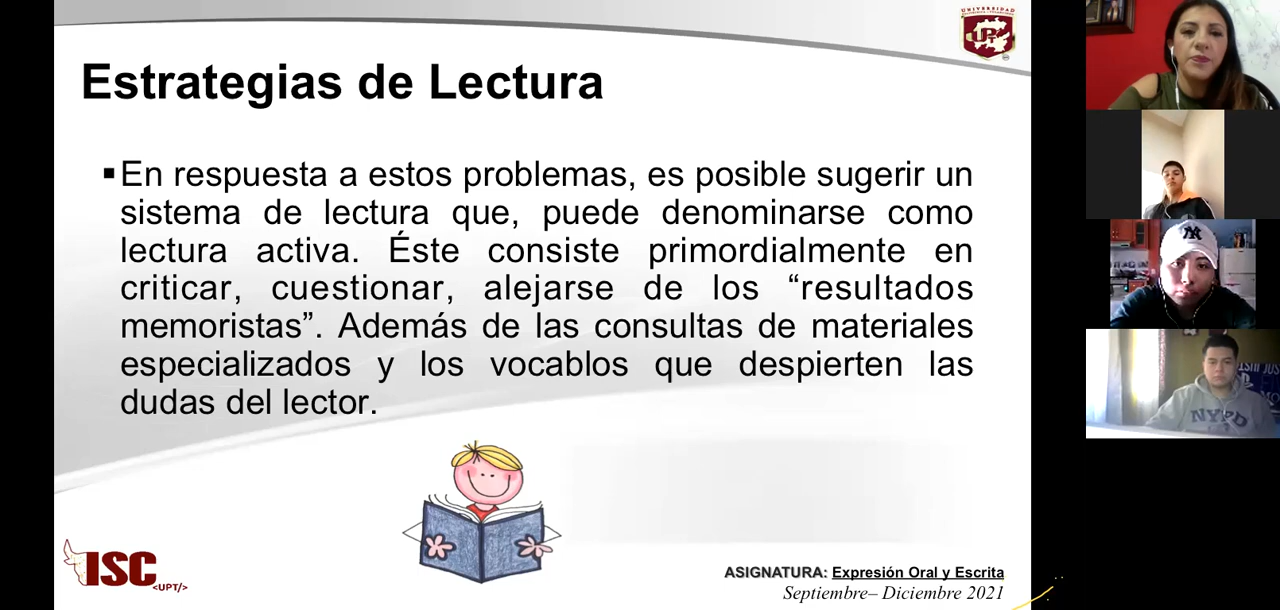 UNIVERSIDAD
UPT
Estrategias de Lectura
En respuesta a estos problemas, es posible sugerir un
sistema de lectura que, puede denominarse como
lectura activa. Éste consiste primordialmente en
criticar, cuestionar, alejarse de los “resultados
memoristas”. Además de las consultas de materiales
especializados y los vocablos que despierten las
dudas del lector.
ISC
<UPT/>
ASIGNATURA: Expresión Oral y Escrita
Septiembre– Diciembre 2021
NY
NYPD